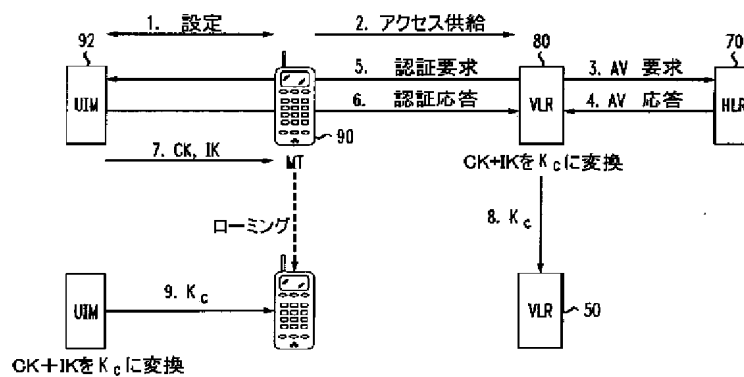 92
1. 設定
2. アクセス供給
80
70
UIM
5. 認証要求
6. 認証応答
VLR
3. AV 要求
4. AV 応答
HLR
7. CK, IK
90
MT
CK+IKをKcに変換
ローミング
8. Kc
UIM
9. Kc
VLR
50
CK+IKをKcに変換